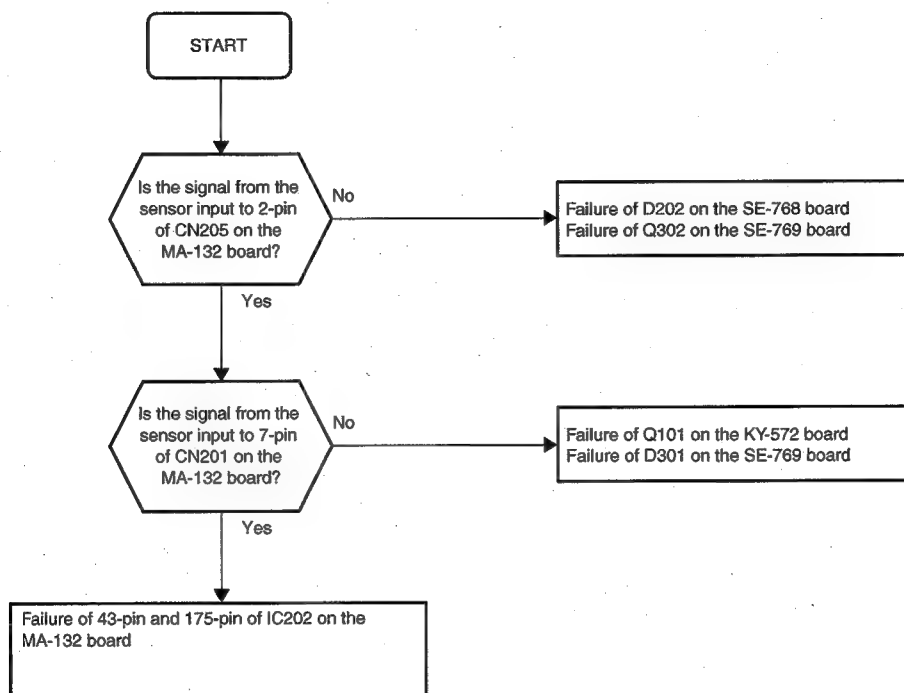 START
Is the signal from the
sensor input to 2-pin
of CN205 on the
MA-132 board?
No
Failure of D202 on the SE-768 board
Failure of Q302 on the SE-769 board
Yes
Is the signal from the
sensor input to 7-pin
of CN201 on the
MA-132 board?
No
Failure of Q101 on the KY-572 board
Failure of D301 on the SE-769 board
Yes
Failure of 43-pin and 175-pin of IC202 on the
MA-132 board